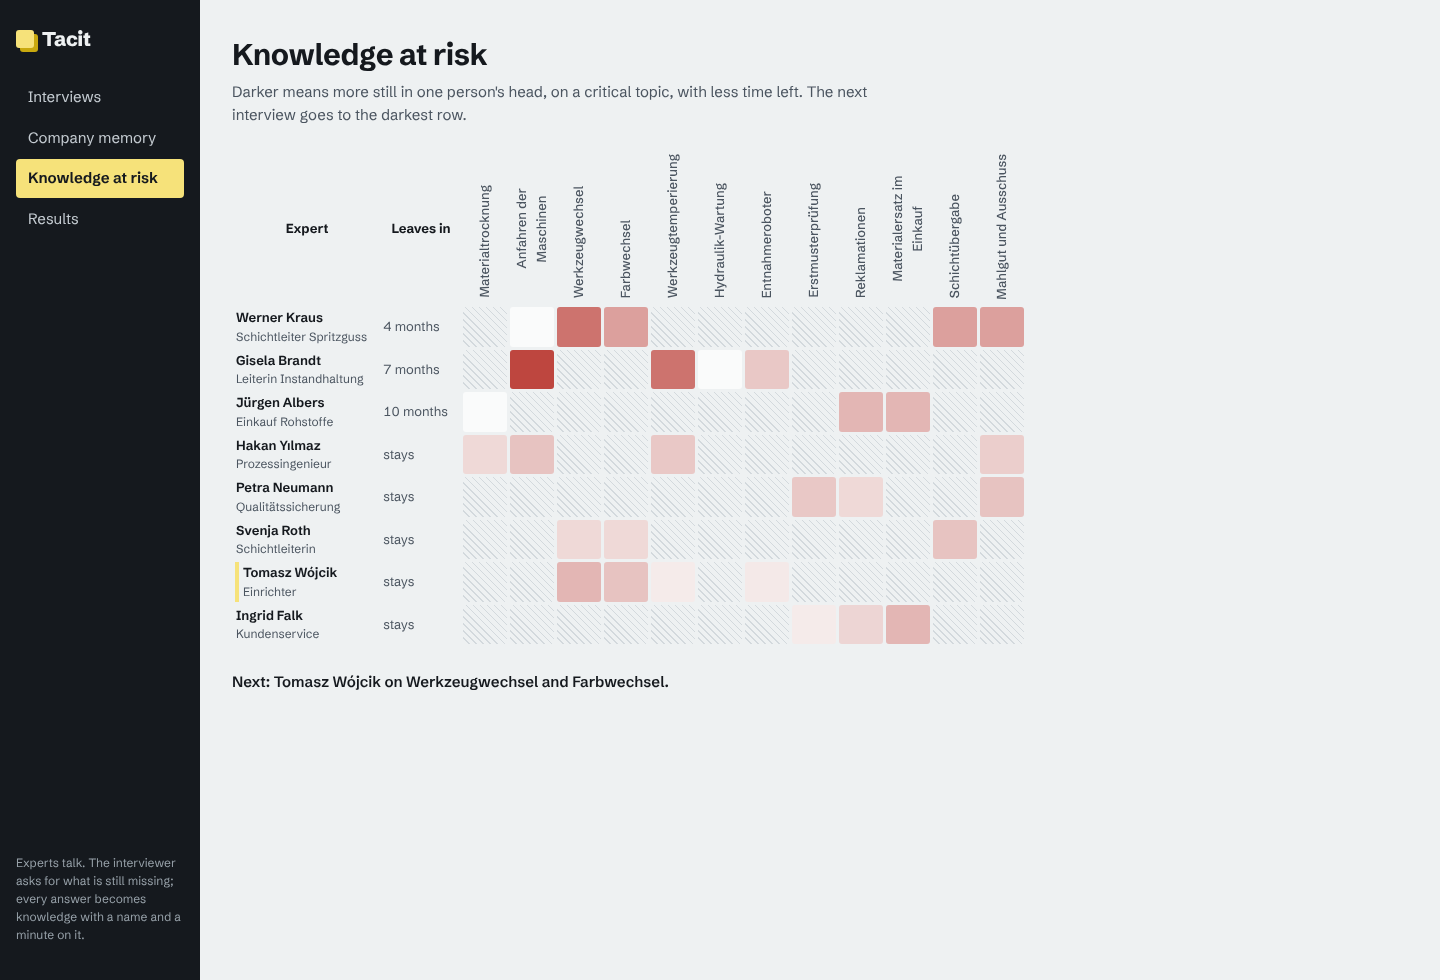 Tacit
Interviews
Company memory
Knowledge at risk
Results
Experts talk. The interviewer
asks for what is still missing;
every answer becomes
knowledge with a name and a
minute on it.
Knowledge at risk
Darker means more still in one person's head, on a critical topic, with less time left. The next
interview goes to the darkest row.
Expert
Leaves in
Materialtrocknung
Anfahren der
Maschinen
Werkzeugwechsel
Farbwechsel
Werkzeugtemperierung
Hydraulik-Wartung
Entnahmeroboter
Erstmusterprüfung
Reklamationen
Materialersatz im
Einkauf
Schichtübergabe
Mahlgut und Ausschuss
Werner Kraus
Schichtleiter Spritzguss
4 months
Gisela Brandt
Leiterin Instandhaltung
7 months
Jürgen Albers
Einkauf Rohstoffe
10 months
Hakan Yılmaz
Prozessingenieur
stays
Petra Neumann
Qualitätssicherung
stays
Svenja Roth
Schichtleiterin
stays
Tomasz Wójcik
Einrichter
stays
Ingrid Falk
Kundenservice
stays
Next: Tomasz Wójcik on Werkzeugwechsel and Farbwechsel.